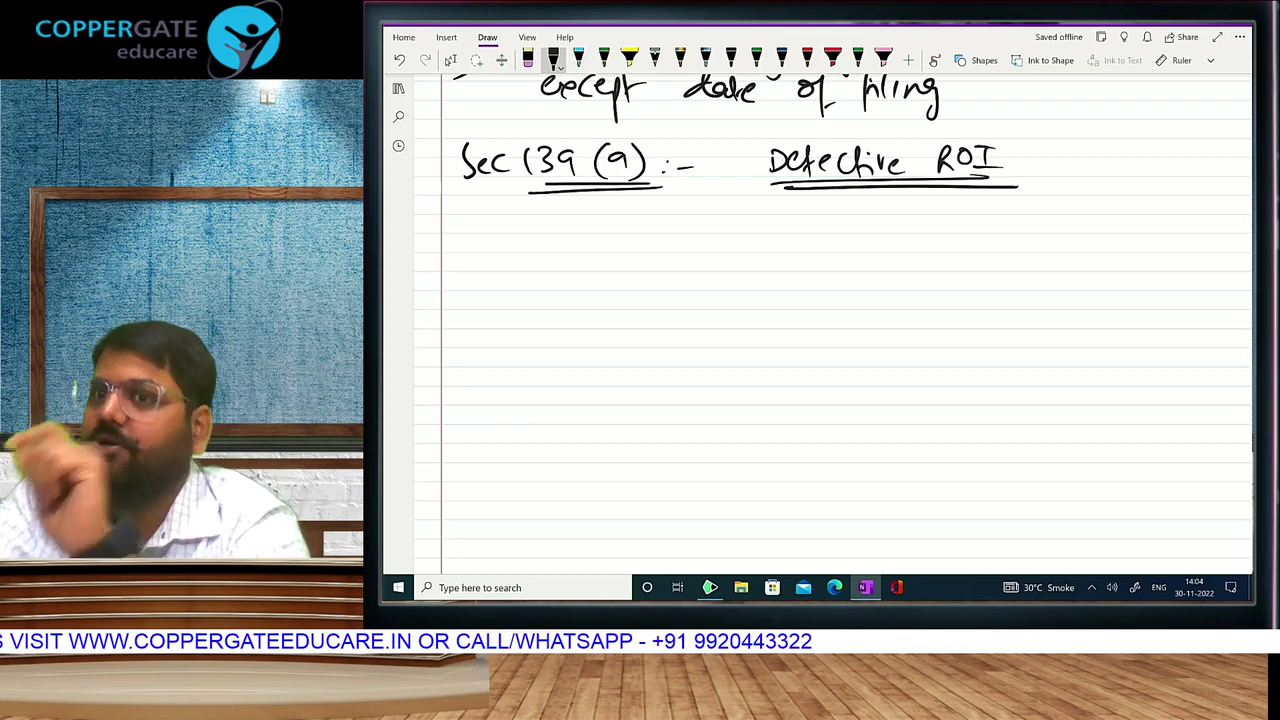 COPPERGATE
educare
Home Insert Draw View Help
Saved offline
Share
Shapes Ink to Shape Ink to Text Ruler
except date of filing
Sec 139 (9) :- Defective ROI
Type here to search
30°C Smoke ENG 14:04
30-11-2022
S VISIT WWW.COPPERGATEEDUCARE.IN OR CALL/WHATSAPP - +91 9920443322